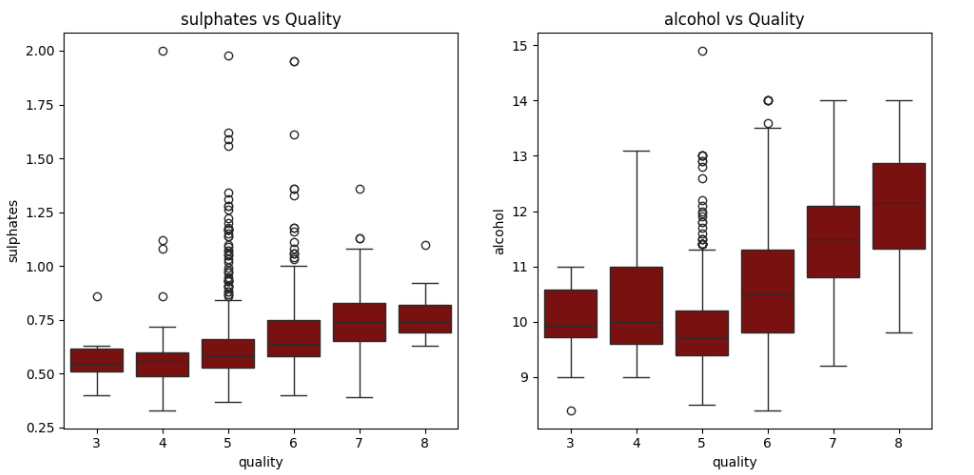 sulphates vs Quality
2.00
1.75
1.50
1.25
1.00
0.75
0.50
0.25
sulphates
3 4 5 6 7 8
quality
alcohol vs Quality
15
14
13
12
11
10
9
alcohol
3 4 5 6 7 8
quality